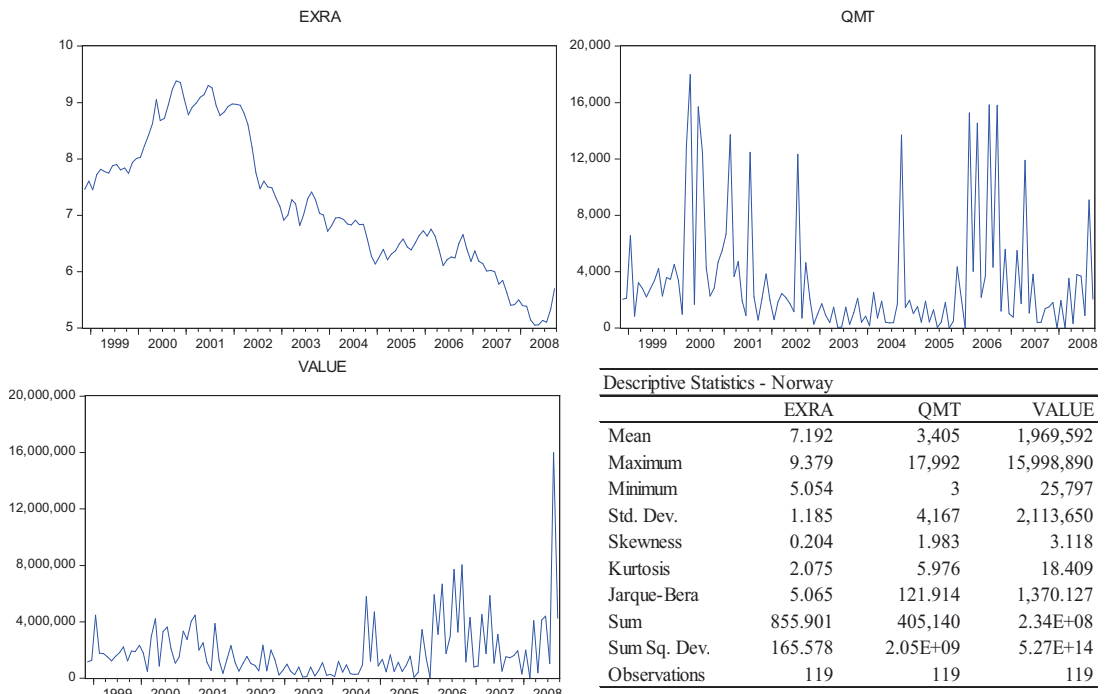 EXRA
10
9
8
7
6
5
1999 2000 2001 2002 2003 2004 2005 2006 2007 2008
QMT
20,000
16,000
12,000
8,000
4,000
0
1999 2000 2001 2002 2003 2004 2005 2006 2007 2008
VALUE
20,000,000
16,000,000
12,000,000
8,000,000
4,000,000
0
1999 2000 2001 2002 2003 2004 2005 2006 2007 2008
Descriptive Statistics - Norway
EXRA QMT VALUE
Mean 7.192 3,405 1,969,592
Maximum 9.379 17,992 15,998,890
Minimum 5.054 3 25,797
Std. Dev. 1.185 4,167 2,113,650
Skewness 0.204 1.983 3.118
Kurtosis 2.075 5.976 18.409
Jarque-Bera 5.065 121.914 1,370.127
Sum 855.901 405,140 2.34E+08
Sum Sq. Dev. 165.578 2.05E+09 5.27E+14
Observations 119 119 119